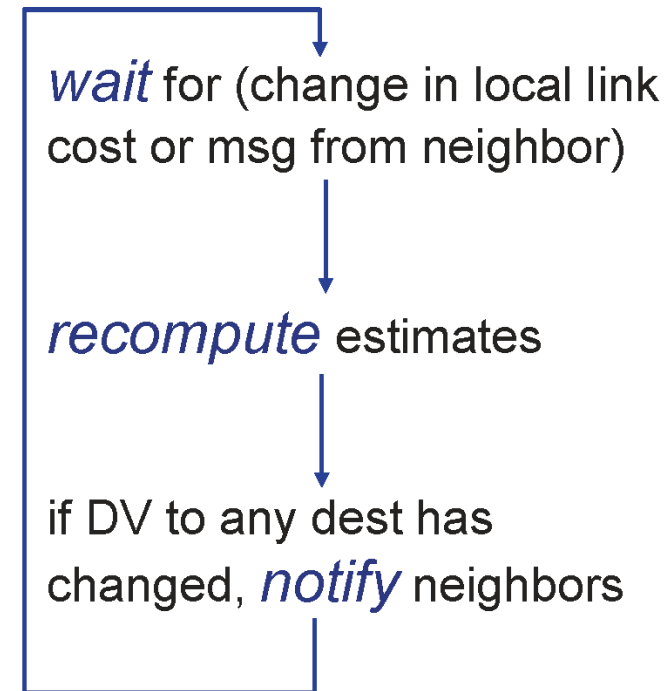 wait for (change in local link
cost or msg from neighbor)
recompute estimates
if DV to any dest has
changed, notify neighbors